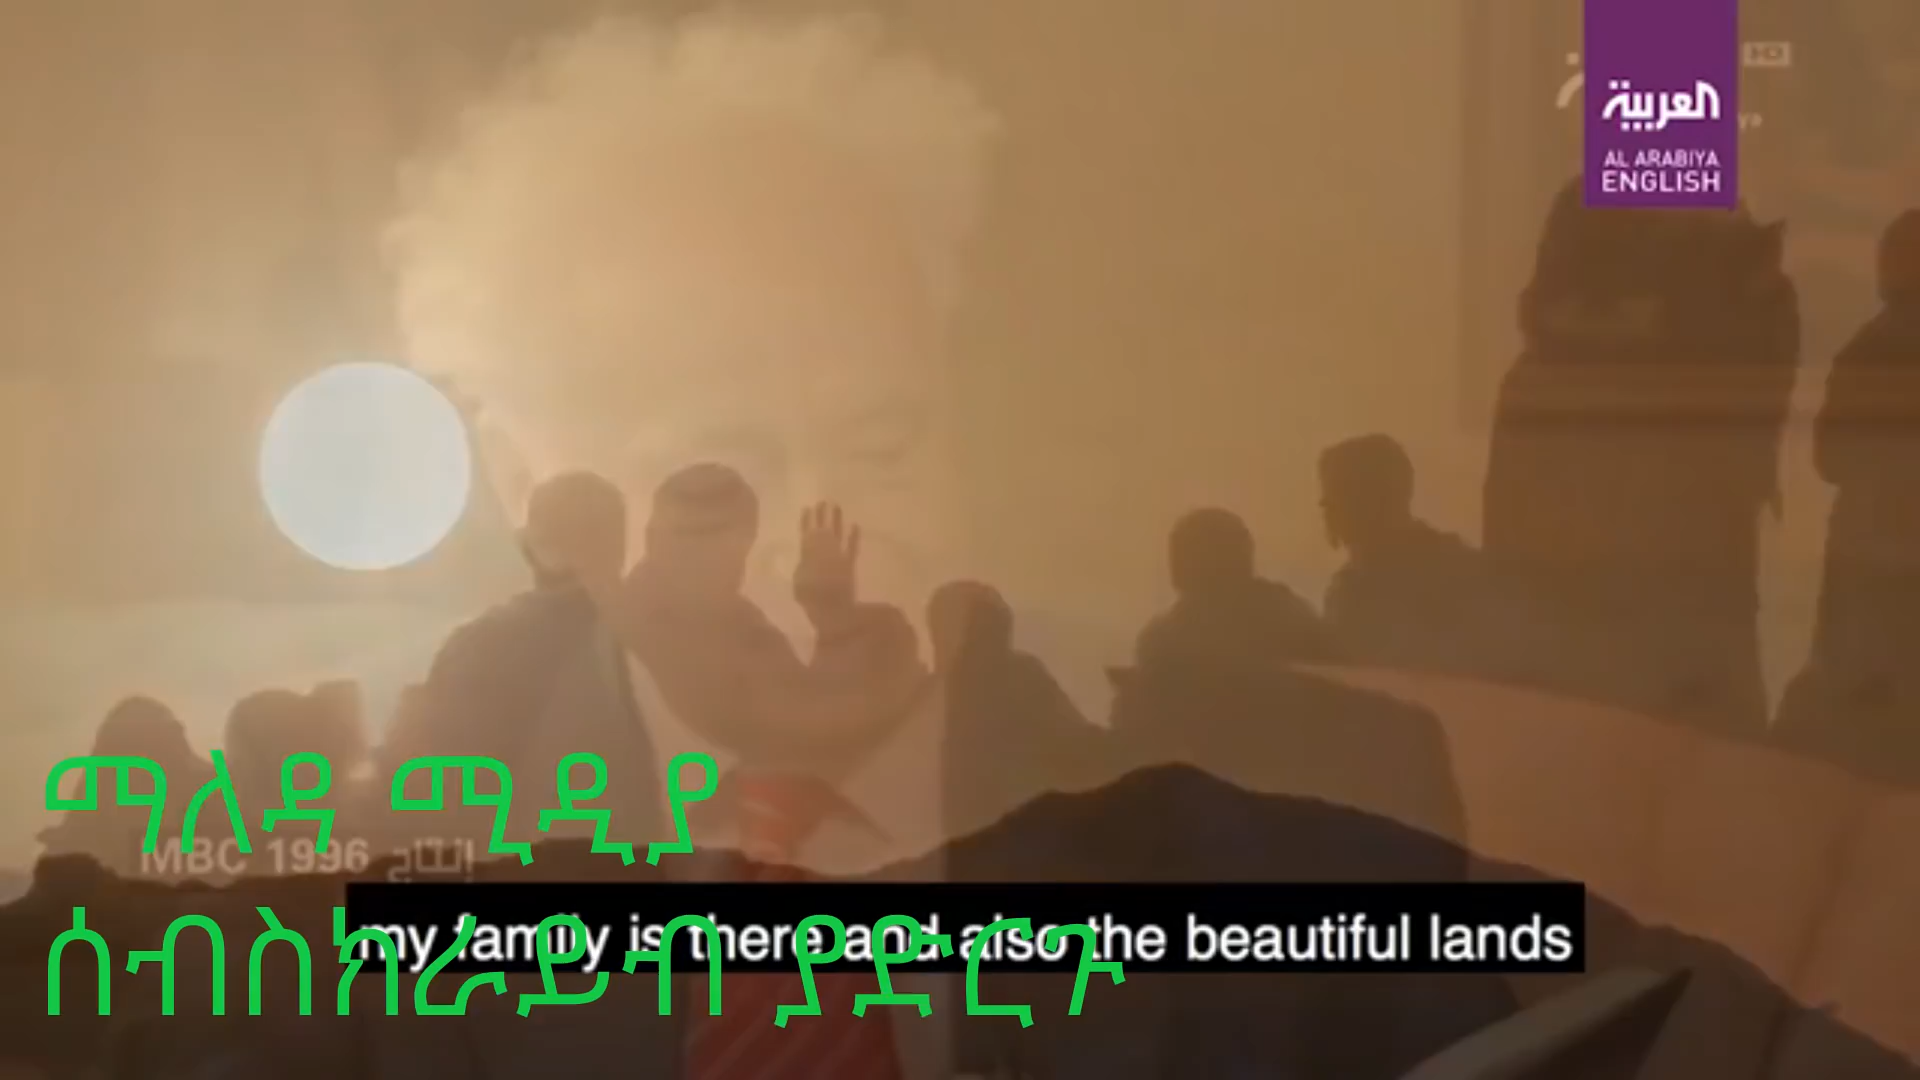 HD
العربية
AL ARABIYA
ENGLISH
ማለዳ ሚዲያ
إنتاج MBC 1996
my family is there and also the beautiful lands
ሰብስክራይብ ያድርጉ